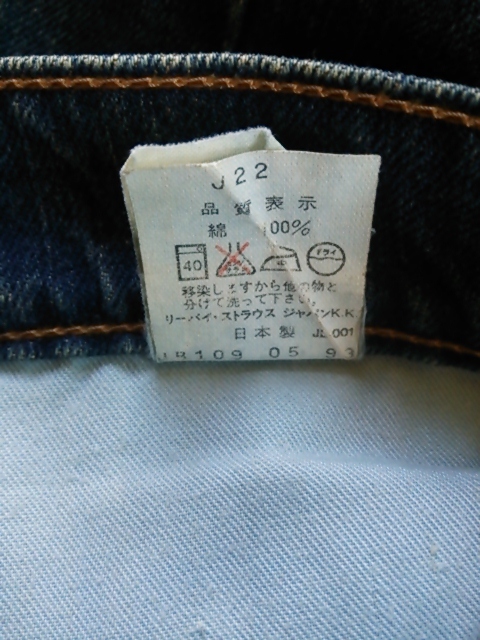 J22
品質表示
綿 100%
40 ドライ
移染しますから他の物と
分けて洗って下さい。
リーバイ・ストラウス ジャパンK.K.
日本製 JL001
109 05 93